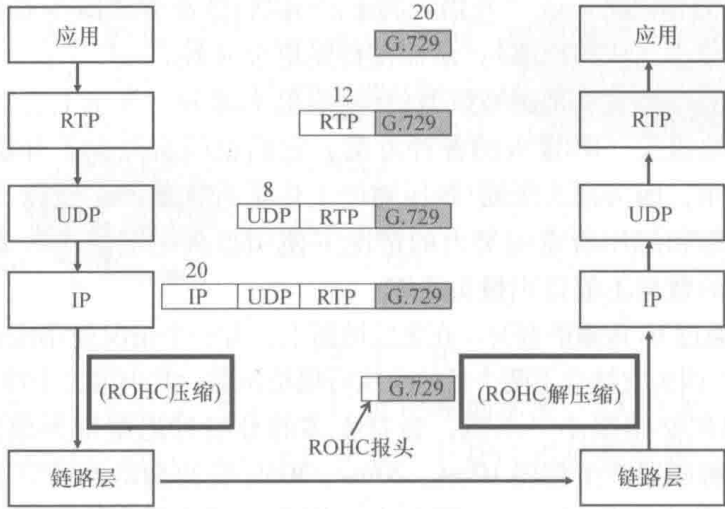 20
应用 G.729 应用
12
RTP RTP G.729 RTP
8
UDP UDP RTP G.729 UDP
20
IP IP UDP RTP G.729 IP
(ROHC压缩) G.729 (ROHC解压缩)
ROHC报头
链路层 链路层